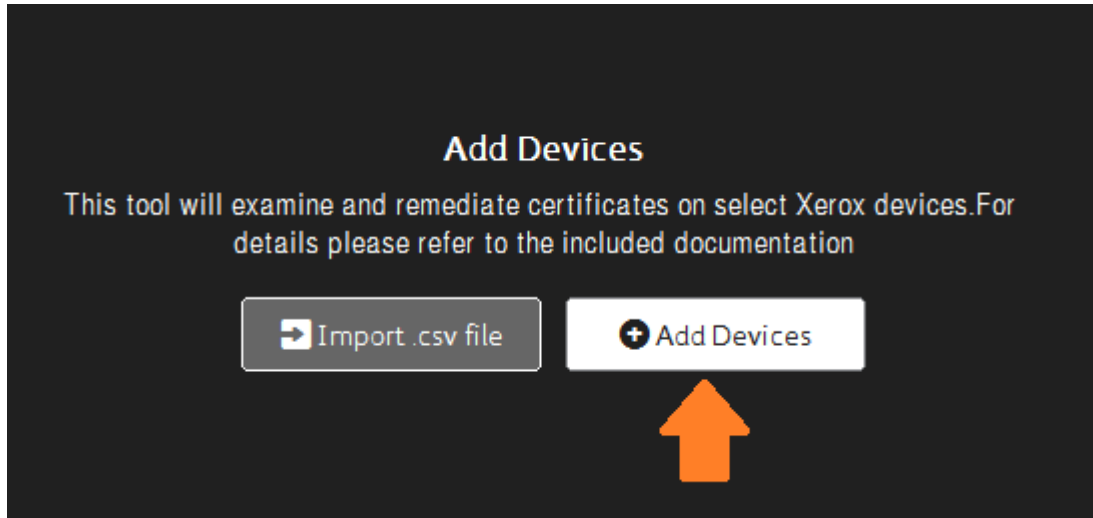 Add Devices
This tool will examine and remediate certificates on select Xerox devices.For
details please refer to the included documentation
Import .csv file
Add Devices